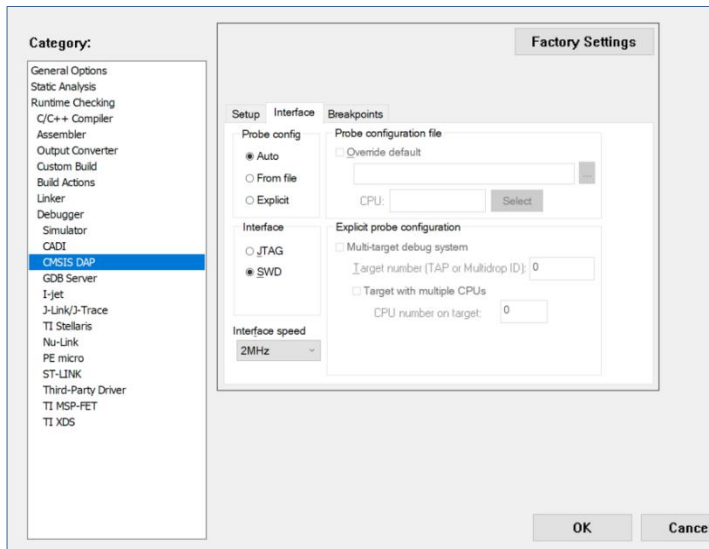 Category:
Factory Settings
General Options
Static Analysis
Runtime Checking
C/C++ Compiler
Assembler
Output Converter
Custom Build
Build Actions
Linker
Debugger
Simulator
CADI
CMSIS DAP
GDB Server
I-jet
J-Link/J-Trace
TI Stellaris
Nu-Link
PE micro
ST-LINK
Third-Party Driver
TI MSP-FET
TI XDS
Setup Interface Breakpoints
Probe config
Auto
From file
Explicit
Probe configuration file
Override default
...
CPU: Select
Interface
JTAG
SWD
Explicit probe configuration
Multi-target debug system
Target number (TAP or Multidrop ID): 0
Target with multiple CPUs
CPU number on target: 0
Interface speed
2MHz
OK Cance